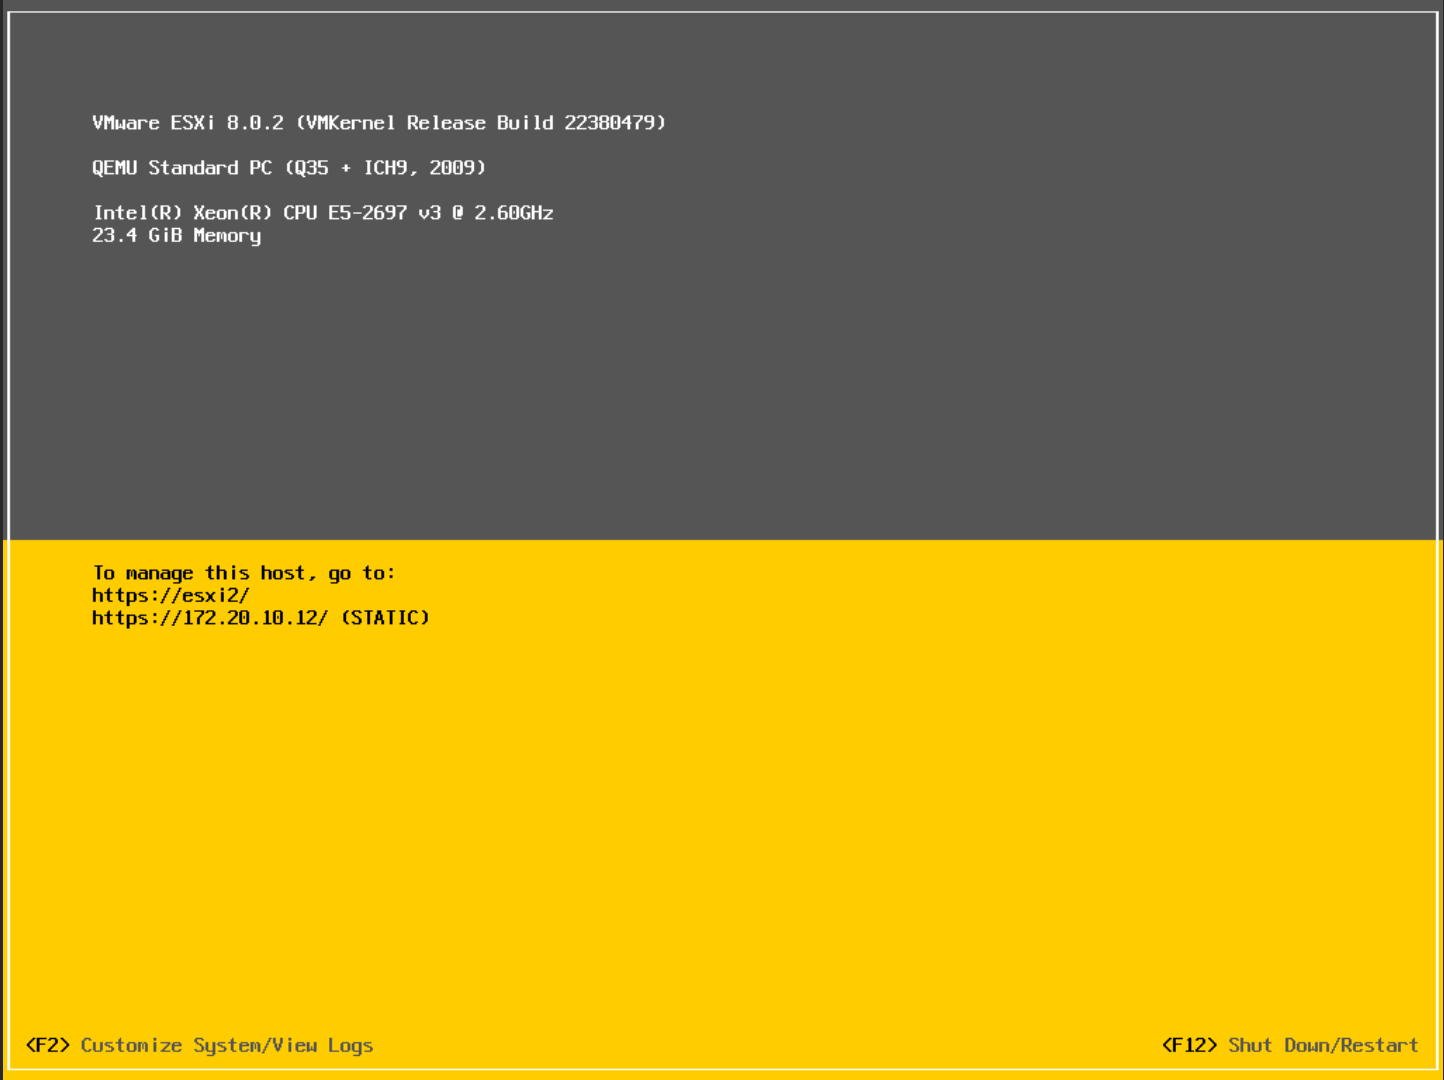 VMware ESXi 8.0.2 (VMKernel Release Build 22380479)
QEMU Standard PC (Q35 + ICH9, 2009)
Intel(R) Xeon(R) CPU E5-2697 v3 @ 2.60GHz
23.4 GiB Memory
To manage this host, go to:
https://esxi2/
https://172.20.10.12/ (STATIC)
<F2> Customize System/View Logs
<F12> Shut Down/Restart